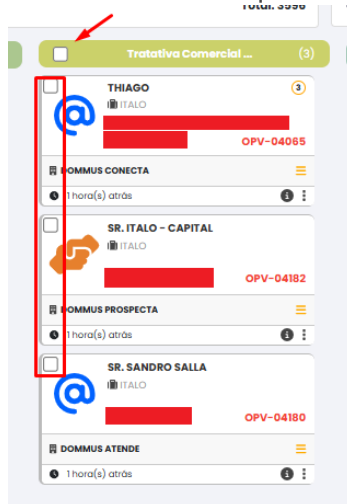 Total: 3596
Tratativa Comercial ... (3)
THIAGO 3
ITALO
OPV-04065
DOMMUS CONECTA
1 hora(s) atrás
SR. ITALO - CAPITAL
ITALO
OPV-04182
DOMMUS PROSPECTA
1 hora(s) atrás
SR. SANDRO SALLA
ITALO
OPV-04180
DOMMUS ATENDE
1 hora(s) atrás